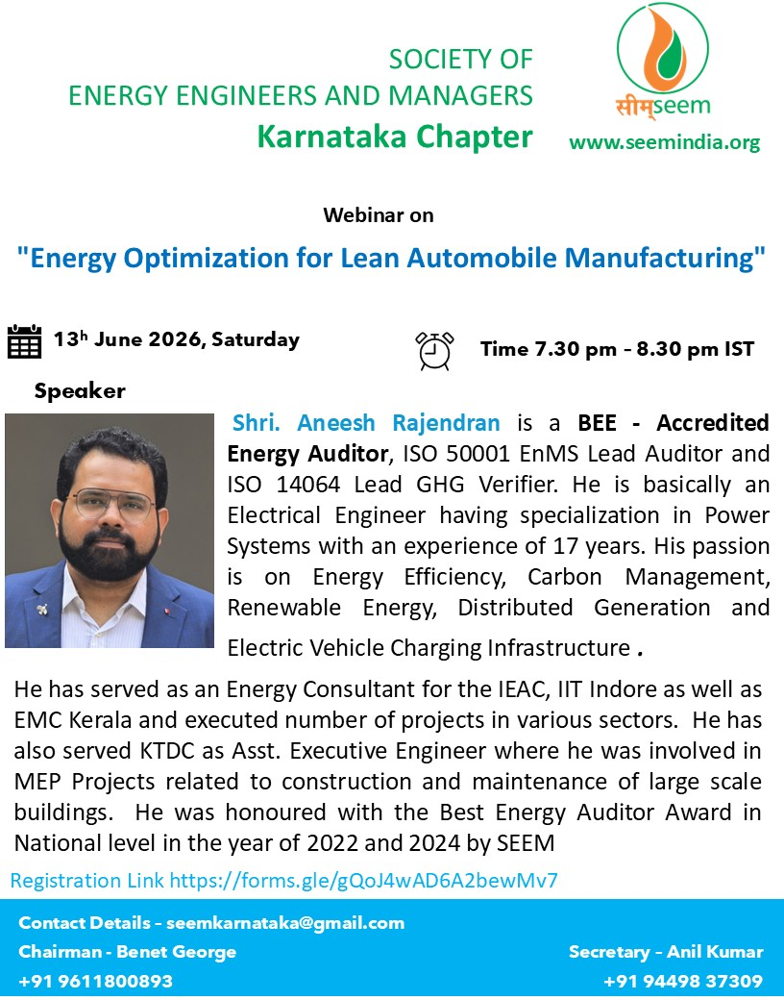 SOCIETY OF
ENERGY ENGINEERS AND MANAGERS
Karnataka Chapter
सीम्seem
www.seemindia.org
Webinar on
"Energy Optimization for Lean Automobile Manufacturing"
13h June 2026, Saturday
Time 7.30 pm – 8.30 pm IST
Speaker
Shri. Aneesh Rajendran is a BEE - Accredited
Energy Auditor, ISO 50001 EnMS Lead Auditor and
ISO 14064 Lead GHG Verifier. He is basically an
Electrical Engineer having specialization in Power
Systems with an experience of 17 years. His passion
is on Energy Efficiency, Carbon Management,
Renewable Energy, Distributed Generation and
Electric Vehicle Charging Infrastructure .
He has served as an Energy Consultant for the IEAC, IIT Indore as well as
EMC Kerala and executed number of projects in various sectors. He has
also served KTDC as Asst. Executive Engineer where he was involved in
MEP Projects related to construction and maintenance of large scale
buildings. He was honoured with the Best Energy Auditor Award in
National level in the year of 2022 and 2024 by SEEM
Registration Link https://forms.gle/gQoJ4wAD6A2bewMv7
Contact Details – seemkarnataka@gmail.com
Chairman - Benet George
Secretary – Anil Kumar
+91 9611800893
+91 94498 37309